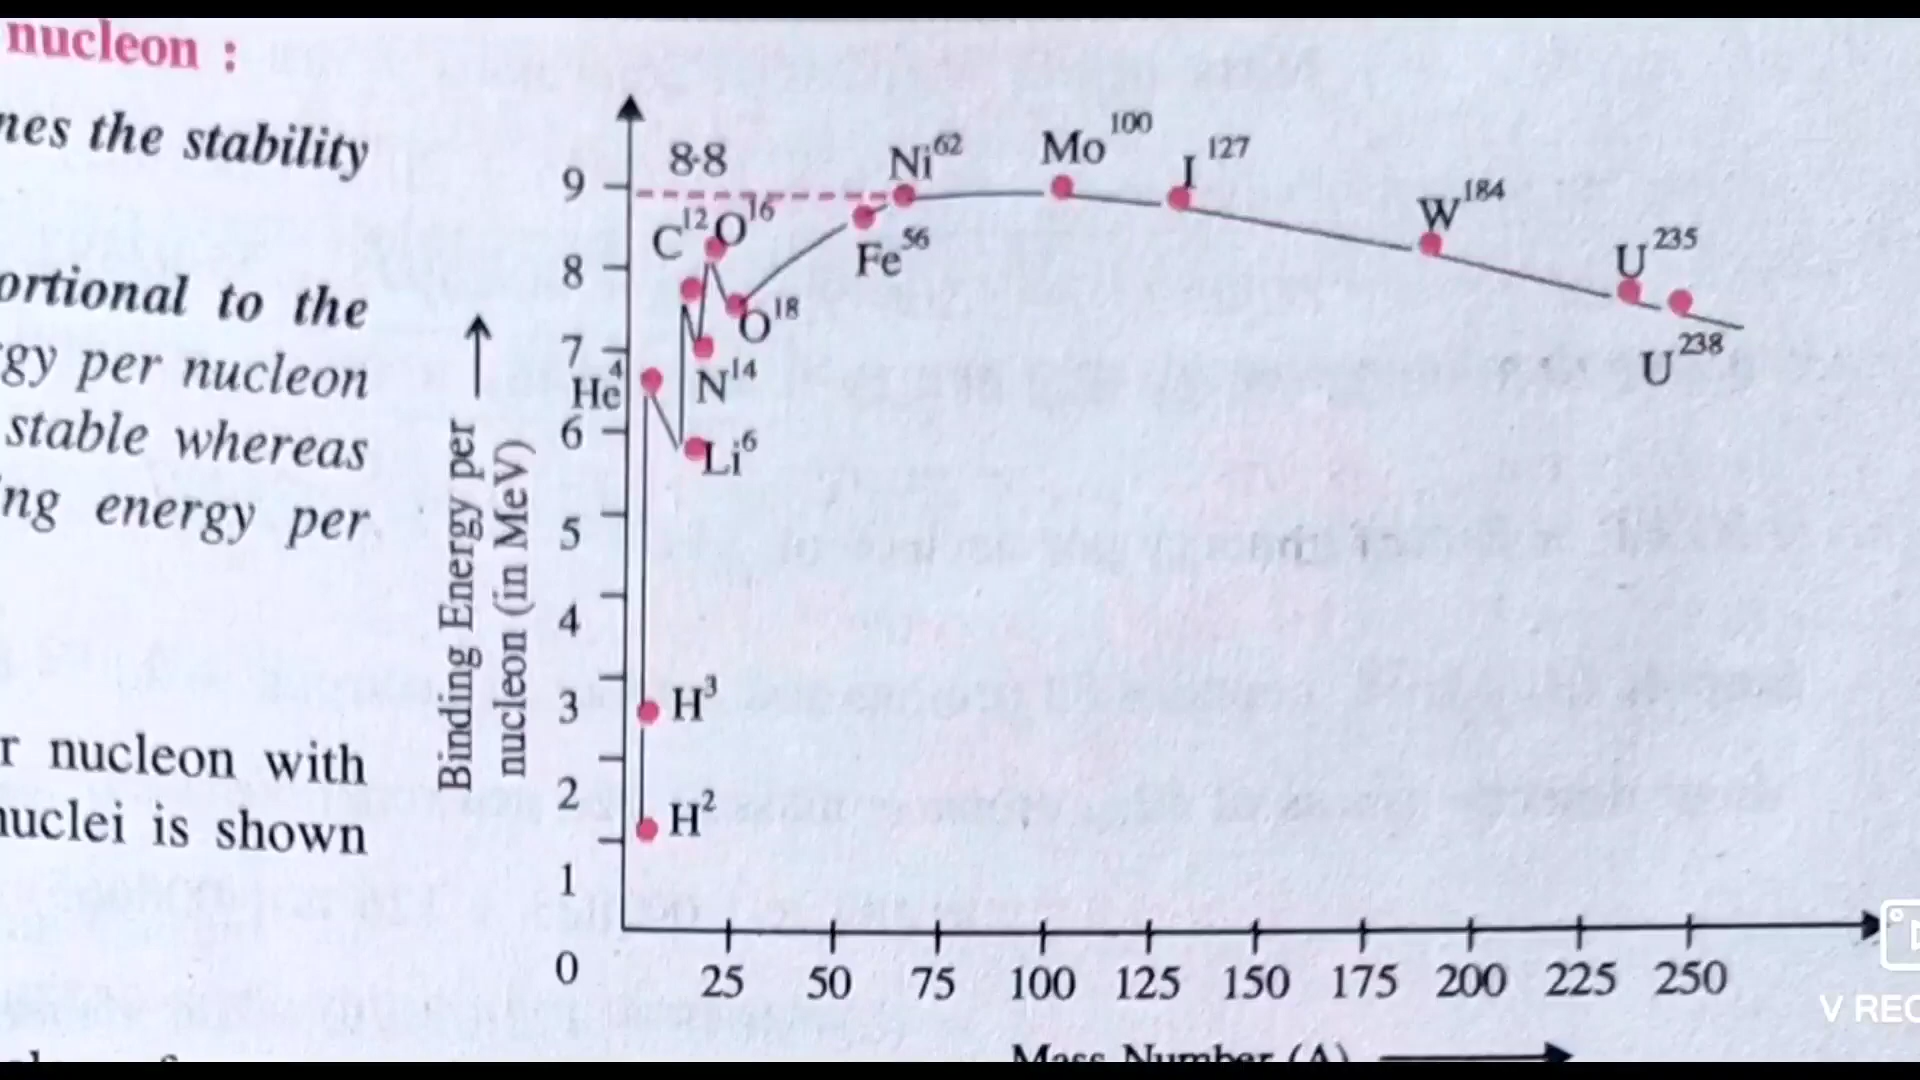 nucleon :
nes the stability
ortional to the
gy per nucleon
stable whereas
ing energy per
r nucleon with
nuclei is shown
Binding Energy per
nucleon (in MeV)
9
8
7
6
5
4
3
2
1
0
8·8
C¹² O¹⁶
Ni⁶²
Mo¹⁰⁰
I¹²⁷
Fe⁵⁶
W¹⁸⁴
U²³⁵
U²³⁸
O¹⁸
He⁴
N¹⁴
Li⁶
H³
H²
25 50 75 100 125 150 175 200 225 250
Mass Number (A)
V REC